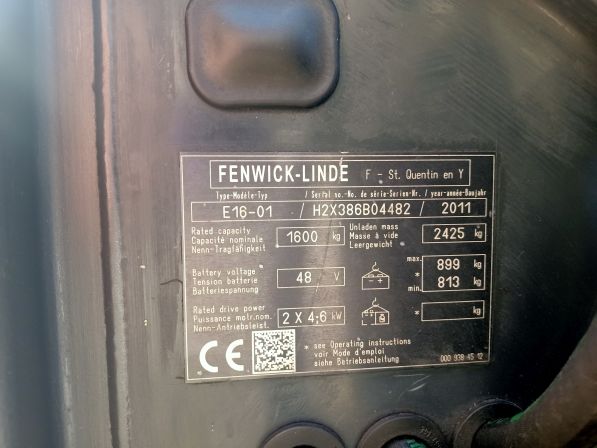 FENWICK-LINDE F - St. Quentin en Y
Type-Modèle-Typ / Serial no.-No. de série-Serien-Nr. / year-année-Baujahr
E16-01 / H2X386B04482 / 2011
Rated capacity
Capacité nominale
Nenn-Tragfähigkeit
1600 kg
Unladen mass
Masse à vide
Leergewicht
2425 kg
Battery voltage
Tension batterie
Batteriespannung
48 V
- +
max. 899 kg
*
min. 813 kg
Rated drive power
Puissance motr.nom.
Nenn-Antriebsleist.
2 X 4,6 kW
* kg
CE
* see Operating instructions
voir Mode d'emploi
siehe Betriebsanleitung
000 938 45 12